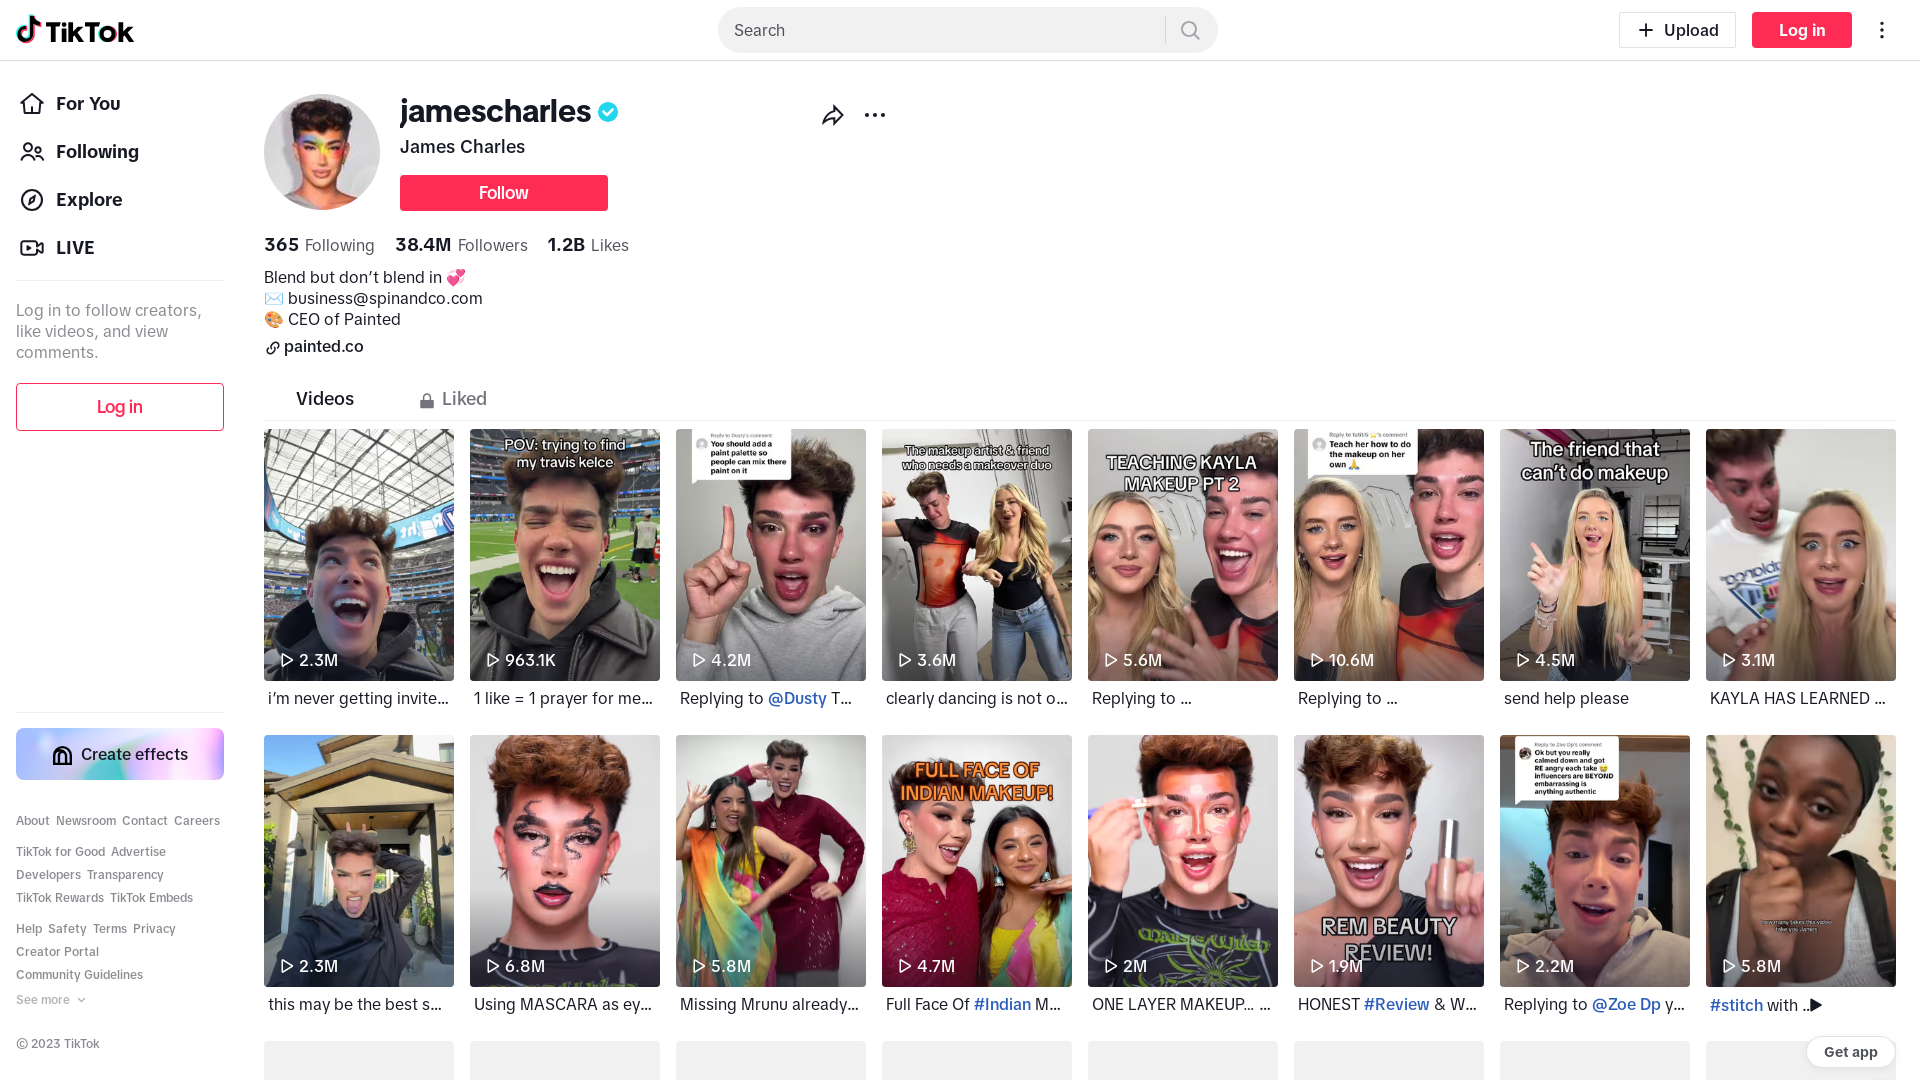 TikTok
Search
Upload
Log in
For You
Following
Explore
LIVE
Log in to follow creators,
like videos, and view
comments.
Log in
Create effects
About Newsroom Contact Careers
TikTok for Good Advertise
Developers Transparency
TikTok Rewards TikTok Embeds
Help Safety Terms Privacy
Creator Portal
Community Guidelines
See more
© 2023 TikTok
jamescharles
James Charles
Follow
365 Following 38.4M Followers 1.2B Likes
Blend but don’t blend in 💞
✉️ business@spinandco.com
🎨 CEO of Painted
painted.co
Videos
Liked
2.3M
i’m never getting invite...
POV: trying to find
my travis kelce
963.1K
1 like = 1 prayer for me...
Reply to Dusty's comment
You should add a
paint palette so
people can mix there
paint on it
4.2M
Replying to @Dusty T...
The makeup artist & friend
who needs a makeover duo
3.6M
clearly dancing is not o...
TEACHING KAYLA
MAKEUP PT 2
5.6M
Replying to ...
Teach her how to do
the makeup on her
own 🙏
10.6M
Replying to ...
The friend that
can’t do makeup
4.5M
send help please
3.1M
KAYLA HAS LEARNED ...
2.3M
this may be the best s...
6.8M
Using MASCARA as ey...
5.8M
Missing Mrunu already...
FULL FACE OF
INDIAN MAKEUP!
4.7M
Full Face Of #Indian M...
2M
ONE LAYER MAKEUP... ...
REM BEAUTY
REVIEW!
1.9M
HONEST #Review & W...
Reply to Zoe Dp's comment
Ok but you really
calmed down and got
RE angry each take 😭
influencers are BEYOND
embarrassing is
anything authentic
2.2M
Replying to @Zoe Dp y...
how many takes this video
take you James
5.8M
#stitch with ...
Get app